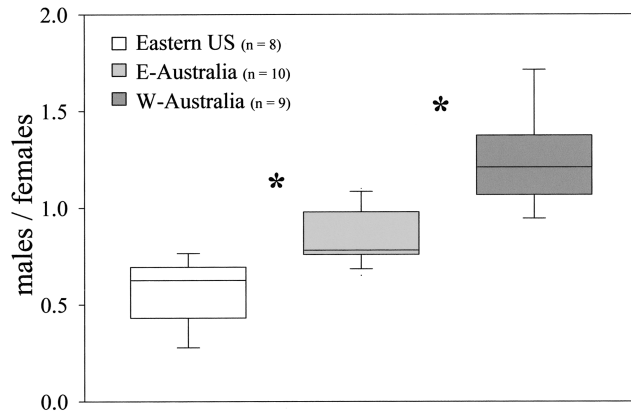 2.0
Eastern US (n = 8)
E-Australia (n = 10)
W-Australia (n = 9)
1.5
*
*
1.0
0.5
0.0
males / females